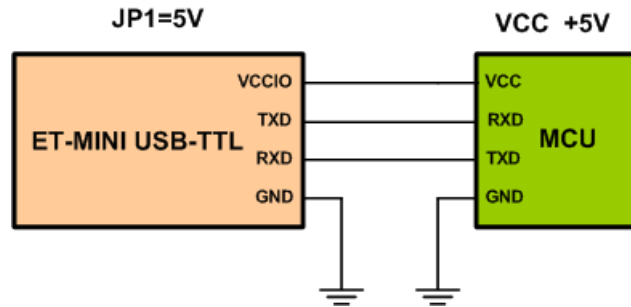 JP1=5V
VCC +5V
ET-MINI USB-TTL
VCCIO
TXD
RXD
GND
VCC
RXD
TXD
GND
MCU